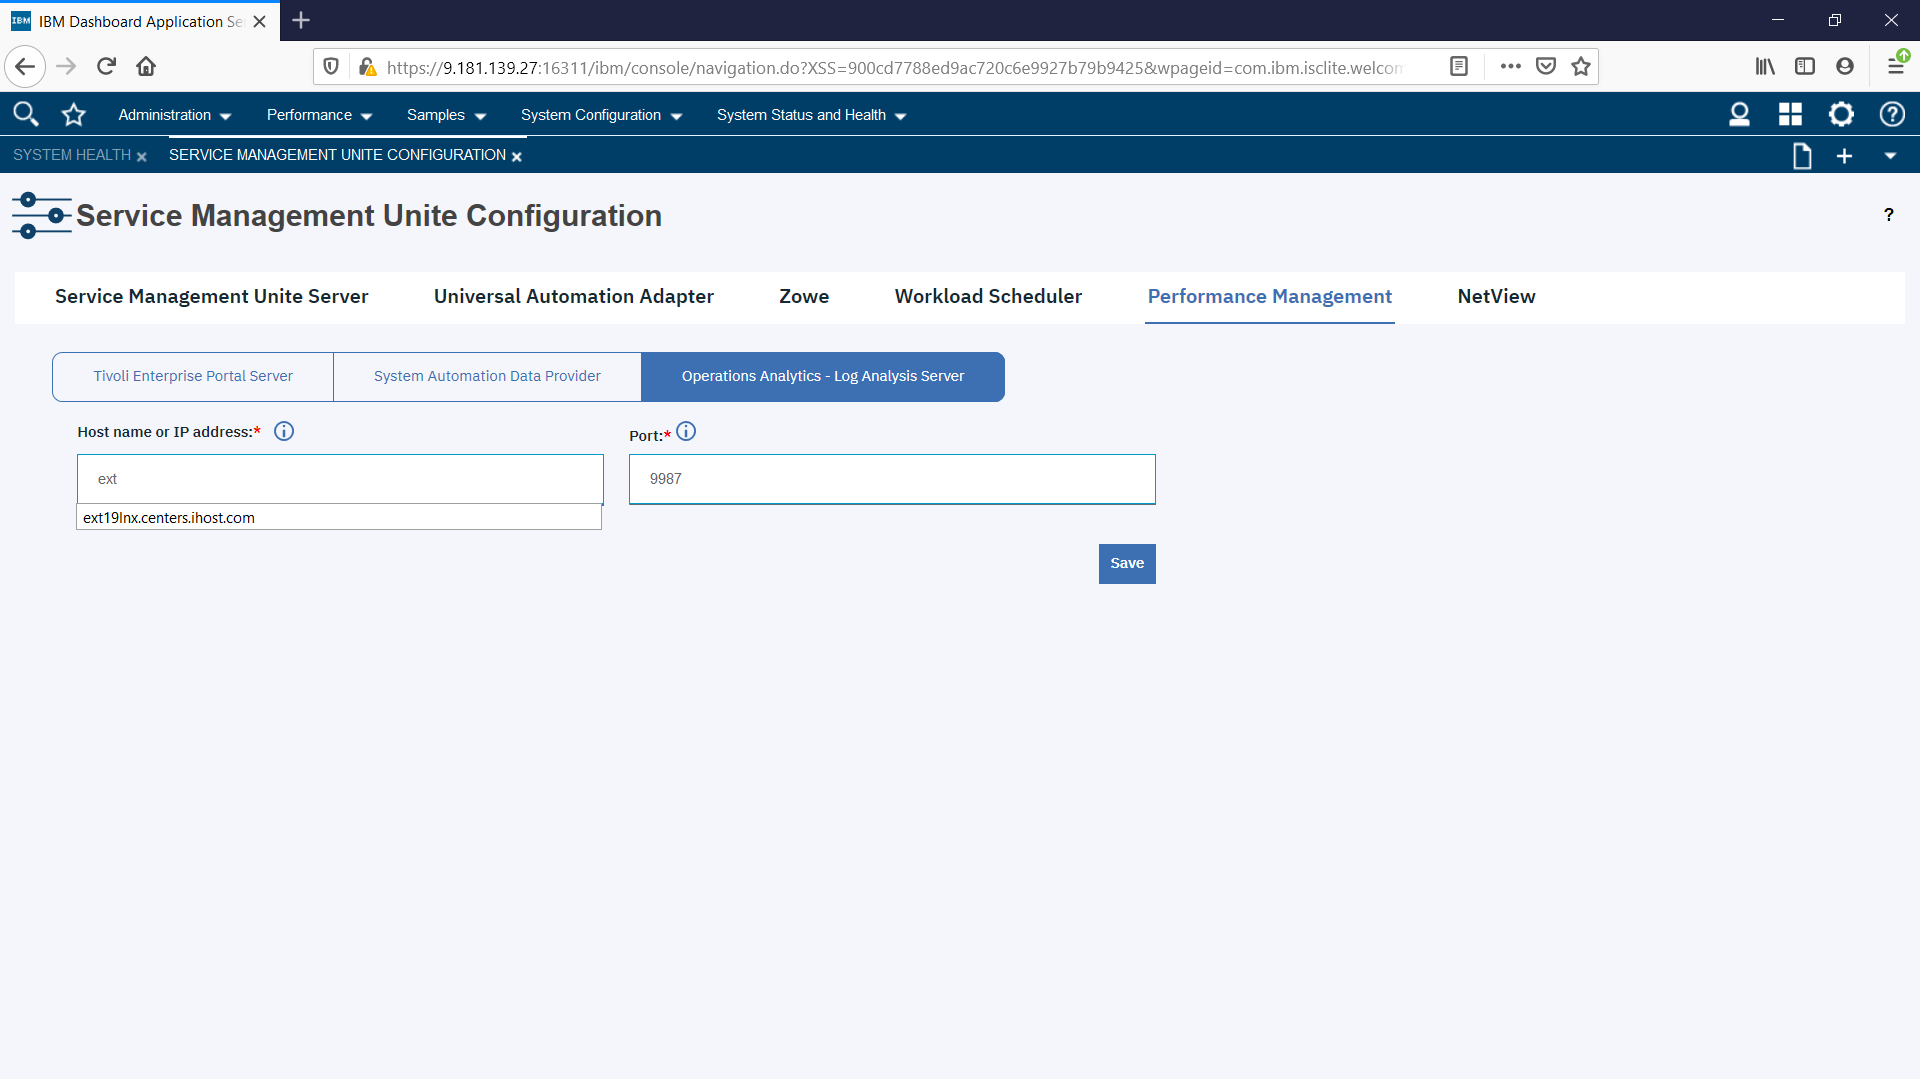 IBM IBM Dashboard Application Se
https://9.181.139.27:16311/ibm/console/navigation.do?XSS=900cd7788ed9ac720c6e9927b79b9425&wpageid=com.ibm.isclite.welcom
Administration Performance Samples System Configuration System Status and Health
SYSTEM HEALTH SERVICE MANAGEMENT UNITE CONFIGURATION
Service Management Unite Configuration ?
Service Management Unite Server Universal Automation Adapter Zowe Workload Scheduler Performance Management NetView
Tivoli Enterprise Portal Server System Automation Data Provider Operations Analytics - Log Analysis Server
Host name or IP address:* Port:*
ext 9987
ext19lnx.centers.ihost.com
Save